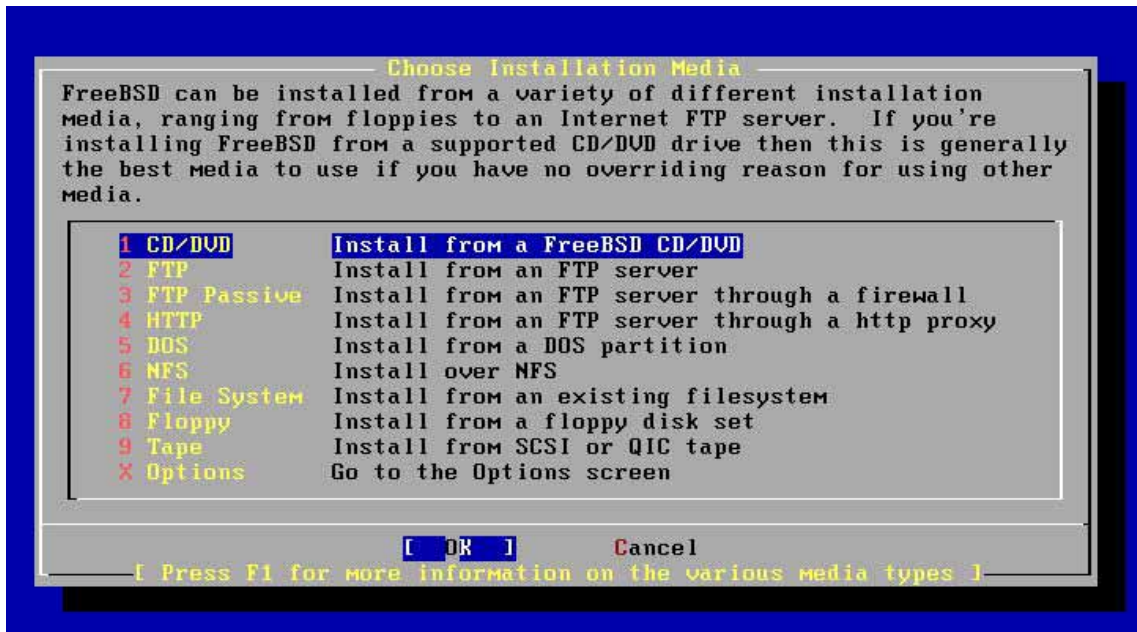 Choose Installation Media
FreeBSD can be installed from a variety of different installation
media, ranging from floppies to an Internet FTP server.  If you're
installing FreeBSD from a supported CD/DVD drive then this is generally
the best media to use if you have no overriding reason for using other
media.
1 CD/DVD Install from a FreeBSD CD/DVD
2 FTP Install from an FTP server
3 FTP Passive Install from an FTP server through a firewall
4 HTTP Install from an FTP server through a http proxy
5 DOS Install from a DOS partition
6 NFS Install over NFS
7 File System Install from an existing filesystem
8 Floppy Install from a floppy disk set
9 Tape Install from SCSI or QIC tape
X Options Go to the Options screen
[ OK ] Cancel
[ Press F1 for more information on the various media types ]